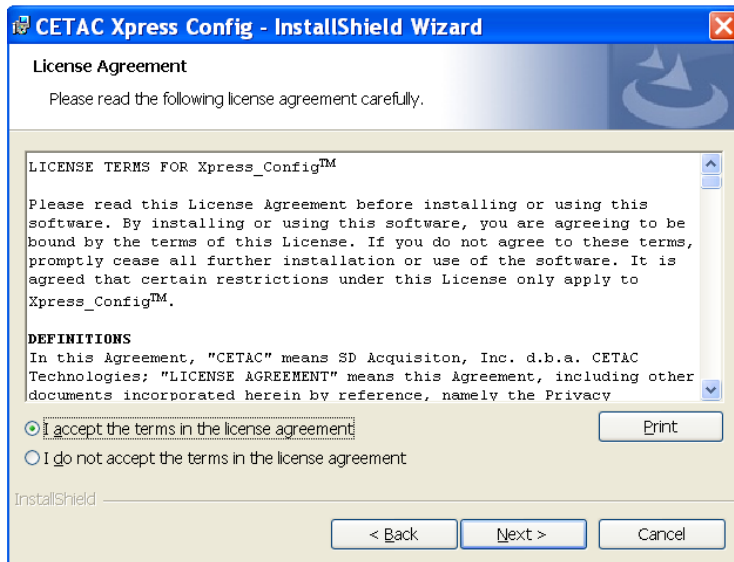 CETAC Xpress Config - InstallShield Wizard
License Agreement
Please read the following license agreement carefully.
LICENSE TERMS FOR Xpress_Config™
Please read this License Agreement before installing or using this
software. By installing or using this software, you are agreeing to be
bound by the terms of this License. If you do not agree to these terms,
promptly cease all further installation or use of the software. It is
agreed that certain restrictions under this License only apply to
Xpress_Config™.
DEFINITIONS
In this Agreement, "CETAC" means SD Acquisiton, Inc. d.b.a. CETAC
Technologies; "LICENSE AGREEMENT" means this Agreement, including other
documents incorporated herein by reference, namely the Privacy
I accept the terms in the license agreement
Print
I do not accept the terms in the license agreement
InstallShield
< Back
Next >
Cancel